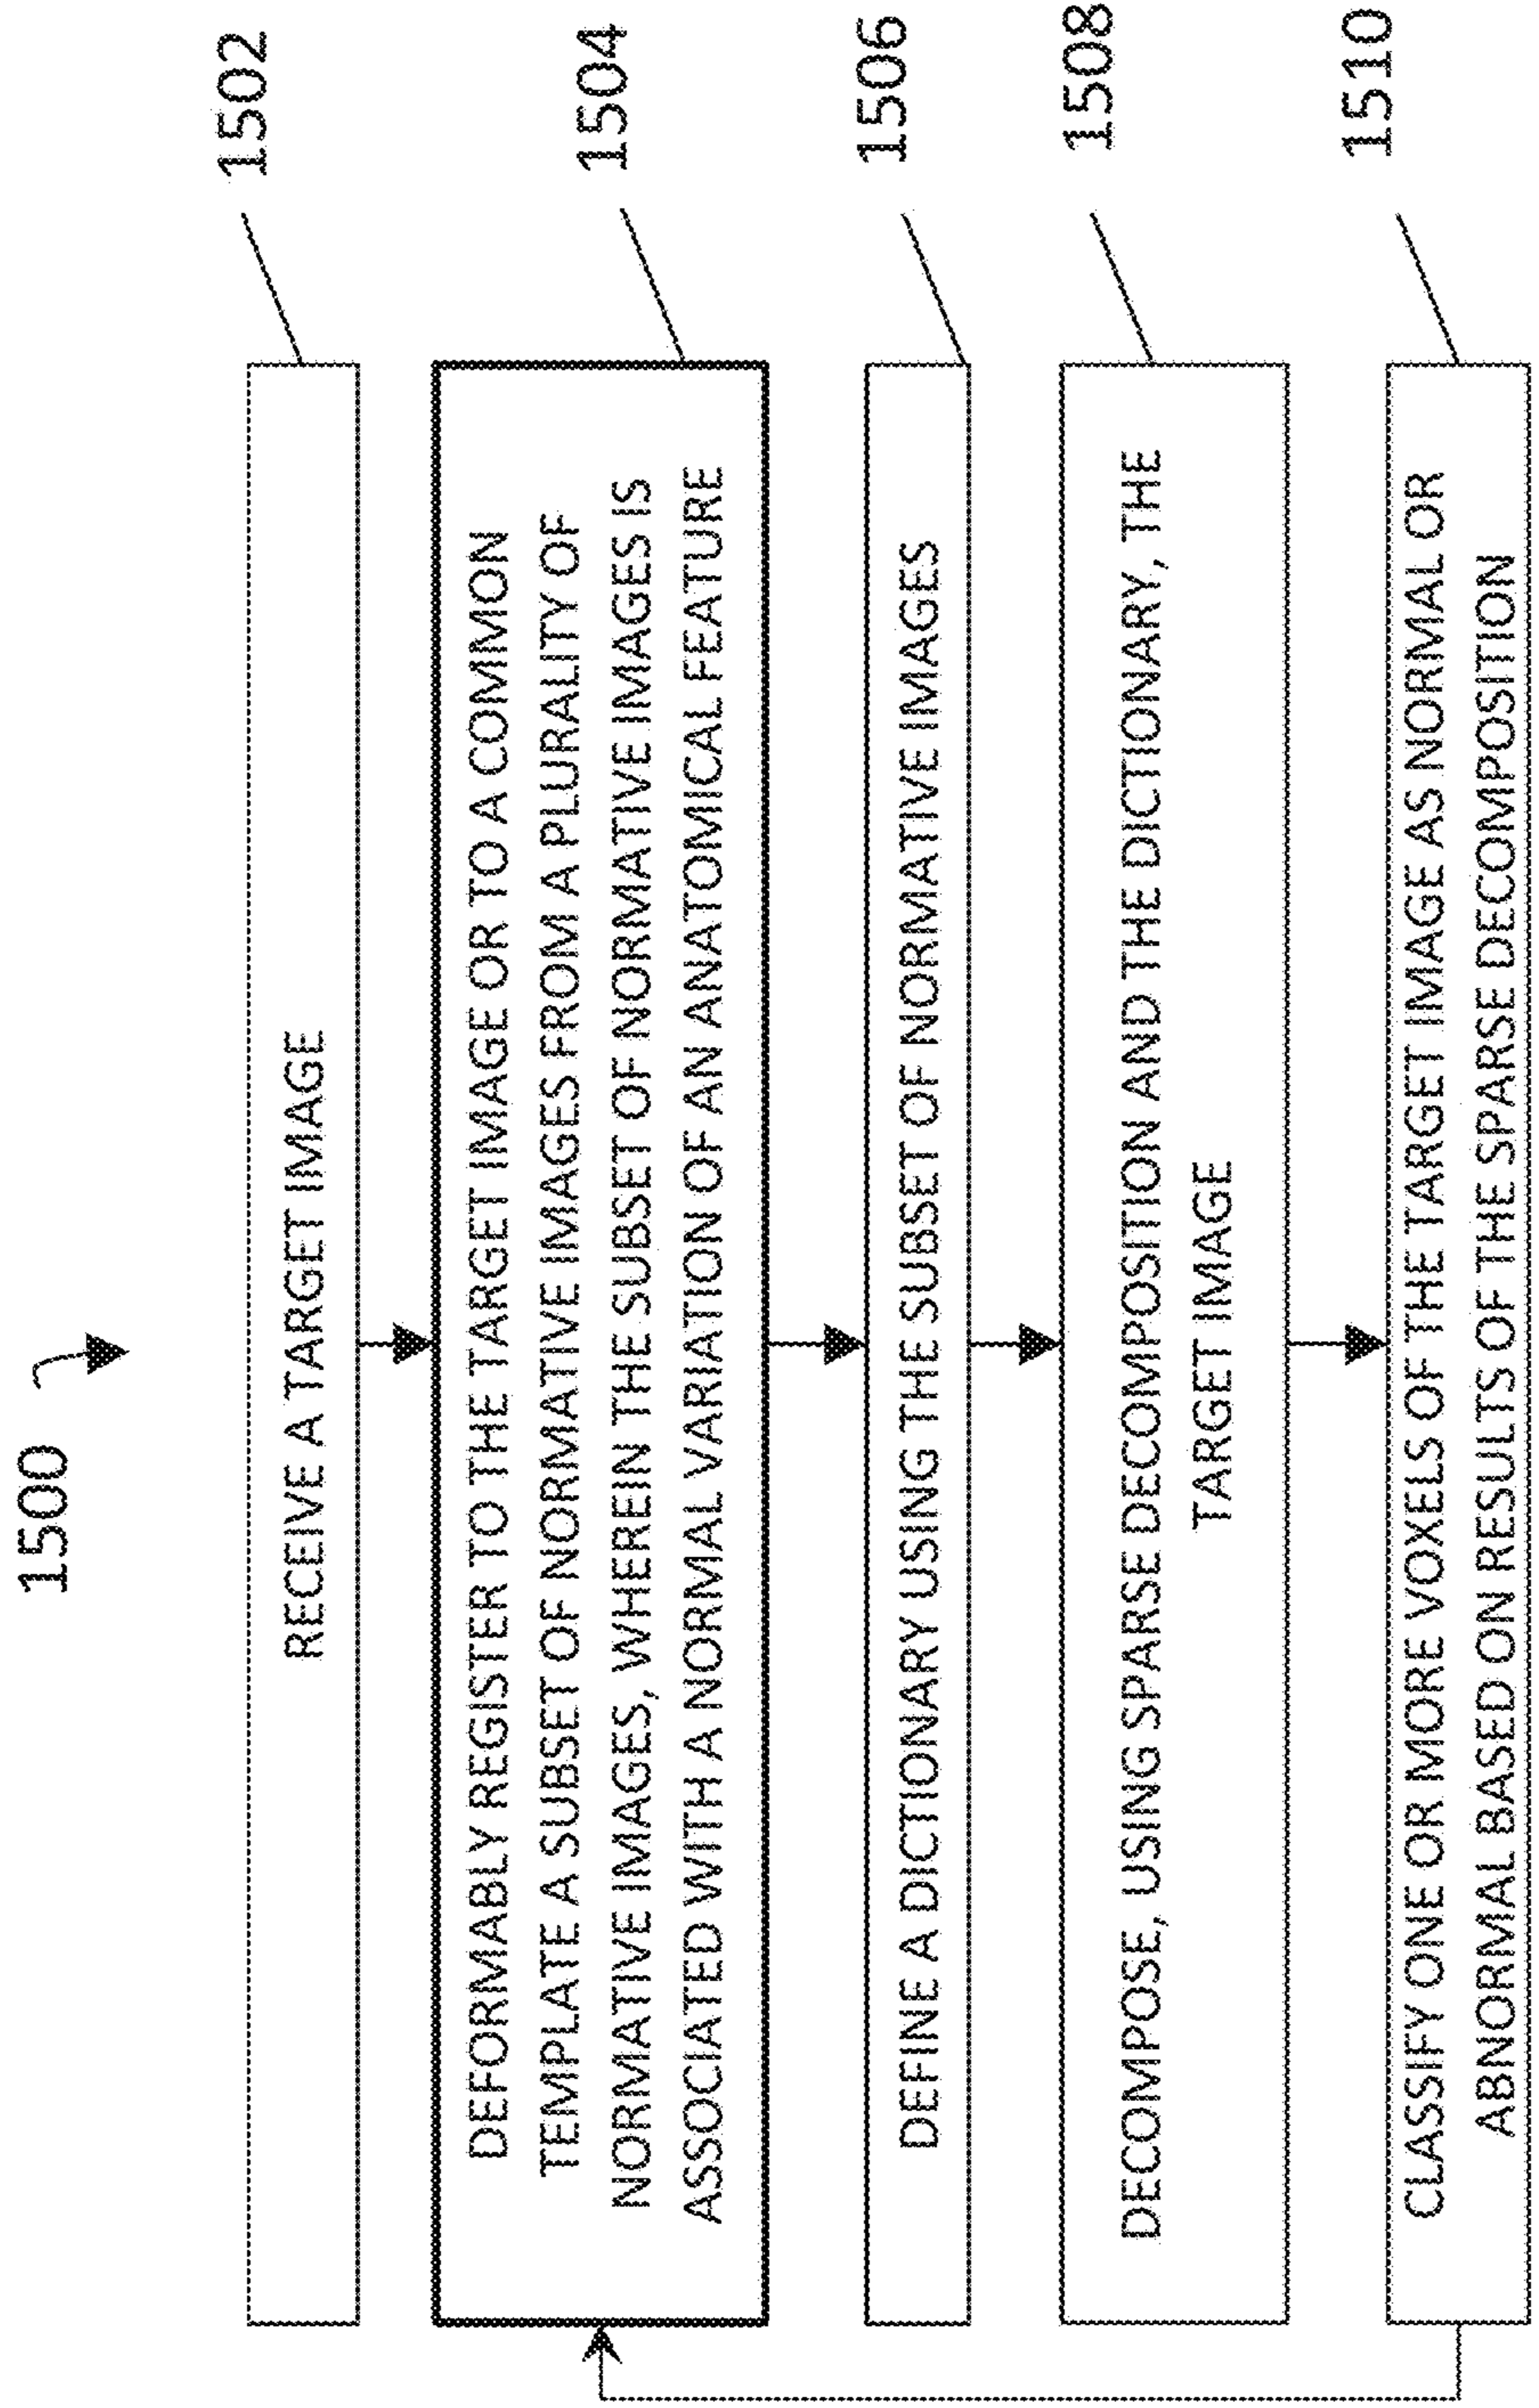 1500
RECEIVE A TARGET IMAGE
1502
DEFORMABLY REGISTER TO THE TARGET IMAGE OR TO A COMMON
TEMPLATE A SUBSET OF NORMATIVE IMAGES FROM A PLURALITY OF
NORMATIVE IMAGES, WHEREIN THE SUBSET OF NORMATIVE IMAGES IS
ASSOCIATED WITH A NORMAL VARIATION OF AN ANATOMICAL FEATURE
1504
DEFINE A DICTIONARY USING THE SUBSET OF NORMATIVE IMAGES
1506
DECOMPOSE, USING SPARSE DECOMPOSITION AND THE DICTIONARY, THE
TARGET IMAGE
1508
CLASSIFY ONE OR MORE VOXELS OF THE TARGET IMAGE AS NORMAL OR
ABNORMAL BASED ON RESULTS OF THE SPARSE DECOMPOSITION
1510